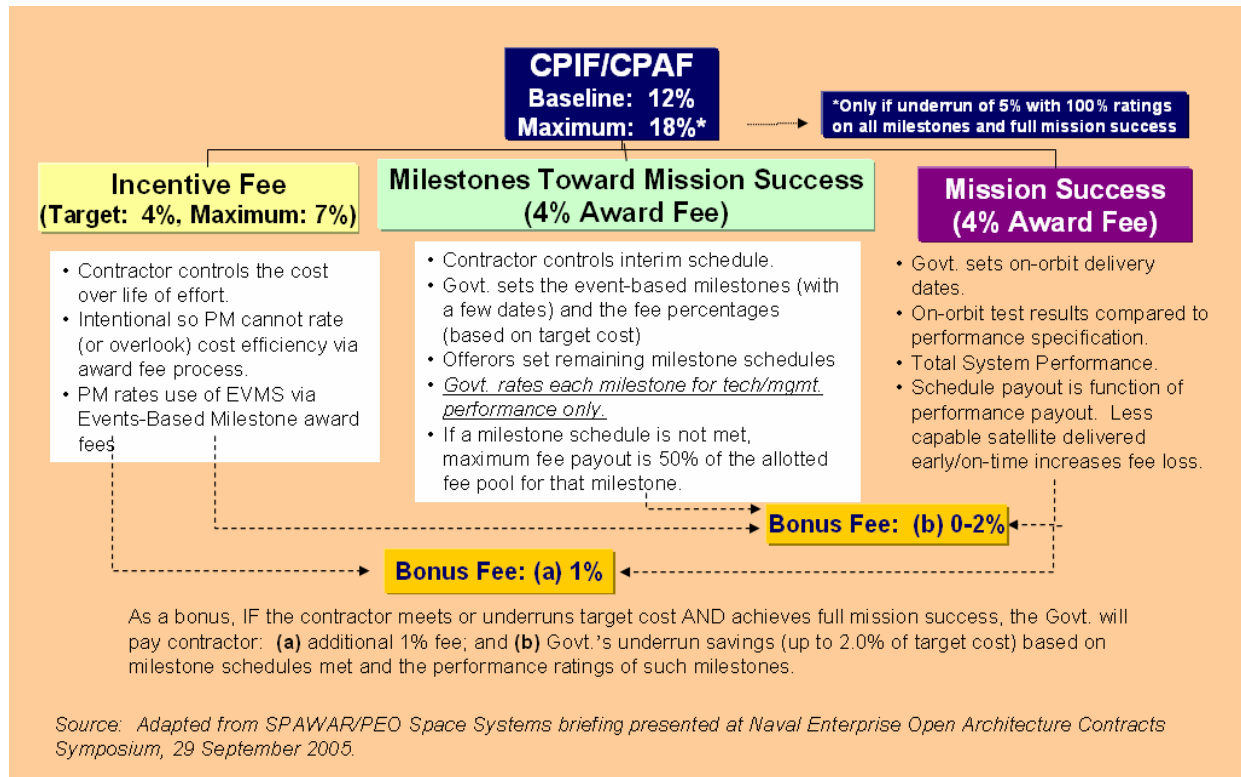 CPIF/CPAF
Baseline: 12%
Maximum: 18%*
*Only if underrun of 5% with 100% ratings
on all milestones and full mission success
Incentive Fee
(Target: 4%, Maximum: 7%)
• Contractor controls the cost
over life of effort.
• Intentional so PM cannot rate
(or overlook) cost efficiency via
award fee process.
• PM rates use of EVMS via
Events-Based Milestone award
fees
Milestones Toward Mission Success
(4% Award Fee)
• Contractor controls interim schedule.
• Govt. sets the event-based milestones (with
a few dates) and the fee percentages
(based on target cost)
• Offerors set remaining milestone schedules
• Govt. rates each milestone for tech/mgmt.
performance only.
• If a milestone schedule is not met,
maximum fee payout is 50% of the allotted
fee pool for that milestone.
Mission Success
(4% Award Fee)
• Govt. sets on-orbit delivery
dates.
• On-orbit test results compared to
performance specification.
• Total System Performance.
• Schedule payout is function of
performance payout. Less
capable satellite delivered
early/on-time increases fee loss.
Bonus Fee: (b) 0-2%
Bonus Fee: (a) 1%
As a bonus, IF the contractor meets or underruns target cost AND achieves full mission success, the Govt. will
pay contractor: (a) additional 1% fee; and (b) Govt.'s underrun savings (up to 2.0% of target cost) based on
milestone schedules met and the performance ratings of such milestones.
Source: Adapted from SPAWAR/PEO Space Systems briefing presented at Naval Enterprise Open Architecture Contracts
Symposium, 29 September 2005.